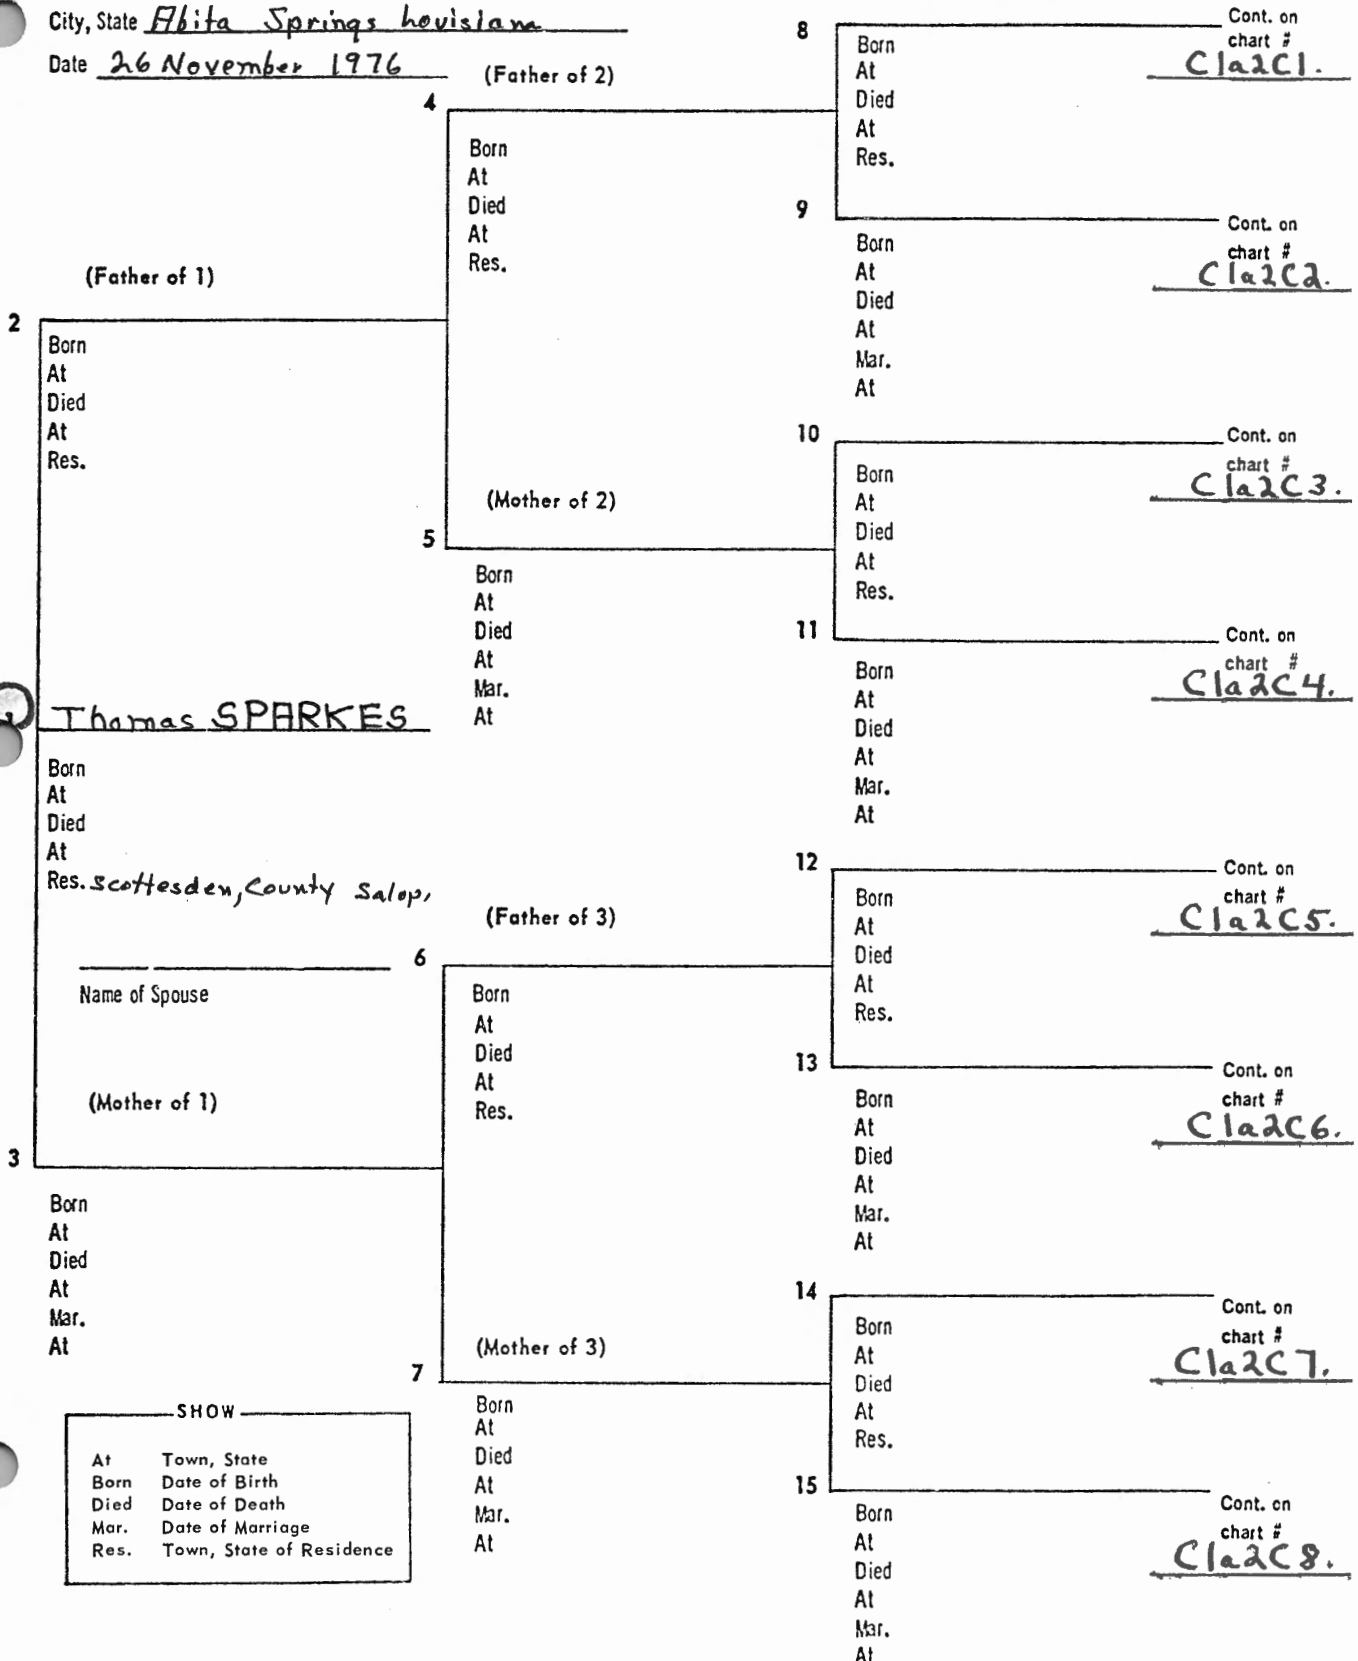 City, State Abita Springs Louisiana
Date 26 November 1976
(Father of 2)
4
Born
At
Died
At
Res.
(Father of 1)
2
Born
At
Died
At
Res.
(Mother of 2)
5
Born
At
Died
At
Mar.
At
1
Thomas SPARKES
Born
At
Died
At
Res. Scottesden, County Salop,
Name of Spouse
(Mother of 1)
3
Born
At
Died
At
Mar.
At
(Father of 3)
6
Born
At
Died
At
Res.
(Mother of 3)
7
Born
At
Died
At
Mar.
At
8
Born
At
Died
At
Res.
Cont. on
chart #
C1a2C1.
9
Born
At
Died
At
Mar.
At
Cont. on
chart #
C1a2C2.
10
Born
At
Died
At
Res.
Cont. on
chart #
C1a2C3.
11
Born
At
Died
At
Mar.
At
Cont. on
chart #
C1a2C4.
12
Born
At
Died
At
Res.
Cont. on
chart #
C1a2C5.
13
Born
At
Died
At
Mar.
At
Cont. on
chart #
C1a2C6.
14
Born
At
Died
At
Res.
Cont. on
chart #
C1a2C7.
15
Born
At
Died
At
Mar.
At
Cont. on
chart #
C1a2C8.
SHOW
At Town, State
Born Date of Birth
Died Date of Death
Mar. Date of Marriage
Res. Town, State of Residence